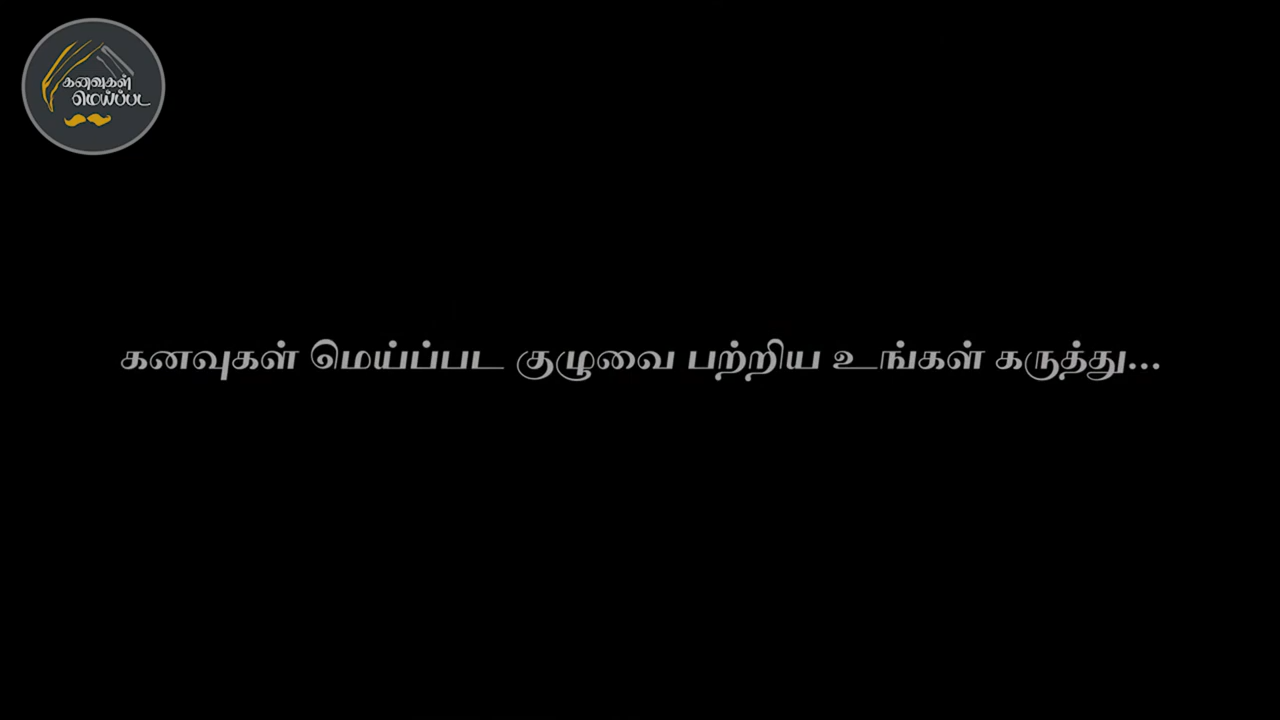 கனவுகள்
மெய்ப்பட
கனவுகள் மெய்ப்பட குழுவை பற்றிய உங்கள் கருத்து...